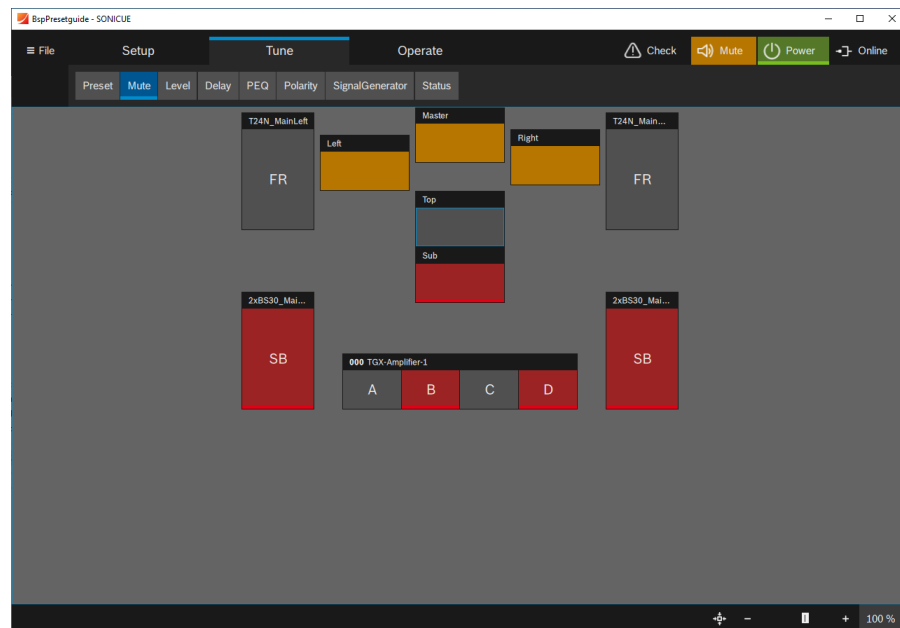 BspPresetguide - SONICUE
≡ File Setup Tune Operate Check Mute Power Online
Preset Mute Level Delay PEQ Polarity SignalGenerator Status
T24N_MainLeft
Master
T24N_Main...
Left
Right
FR
FR
Top
Sub
2xBS30_Mai...
2xBS30_Mai...
SB
SB
000 TGX-Amplifier-1
A B C D
- + 100 %